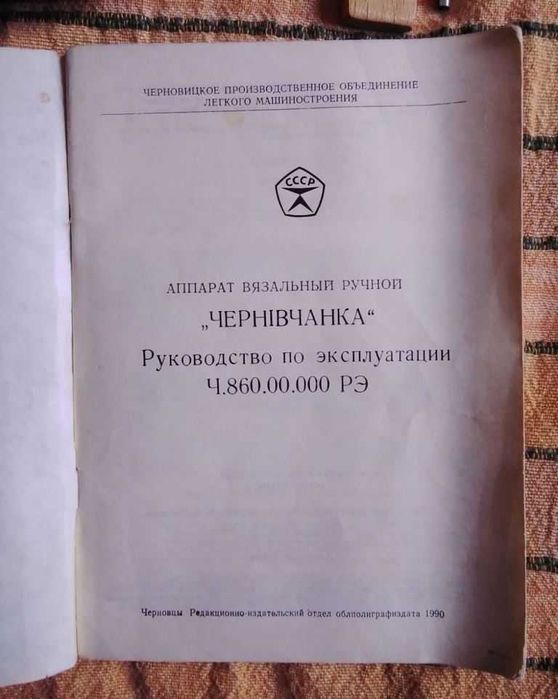 ЧЕРНОВИЦКОЕ ПРОИЗВОДСТВЕННОЕ ОБЪЕДИНЕНИЕ
ЛЕГКОГО МАШИНОСТРОЕНИЯ
СССР
АППАРАТ ВЯЗАЛЬНЫЙ РУЧНОЙ
„ЧЕРНІВЧАНКА“
Руководство по эксплуатации
Ч.860.00.000 РЭ
Черновцы Редакционно-издательский отдел облполиграфиздата 1990